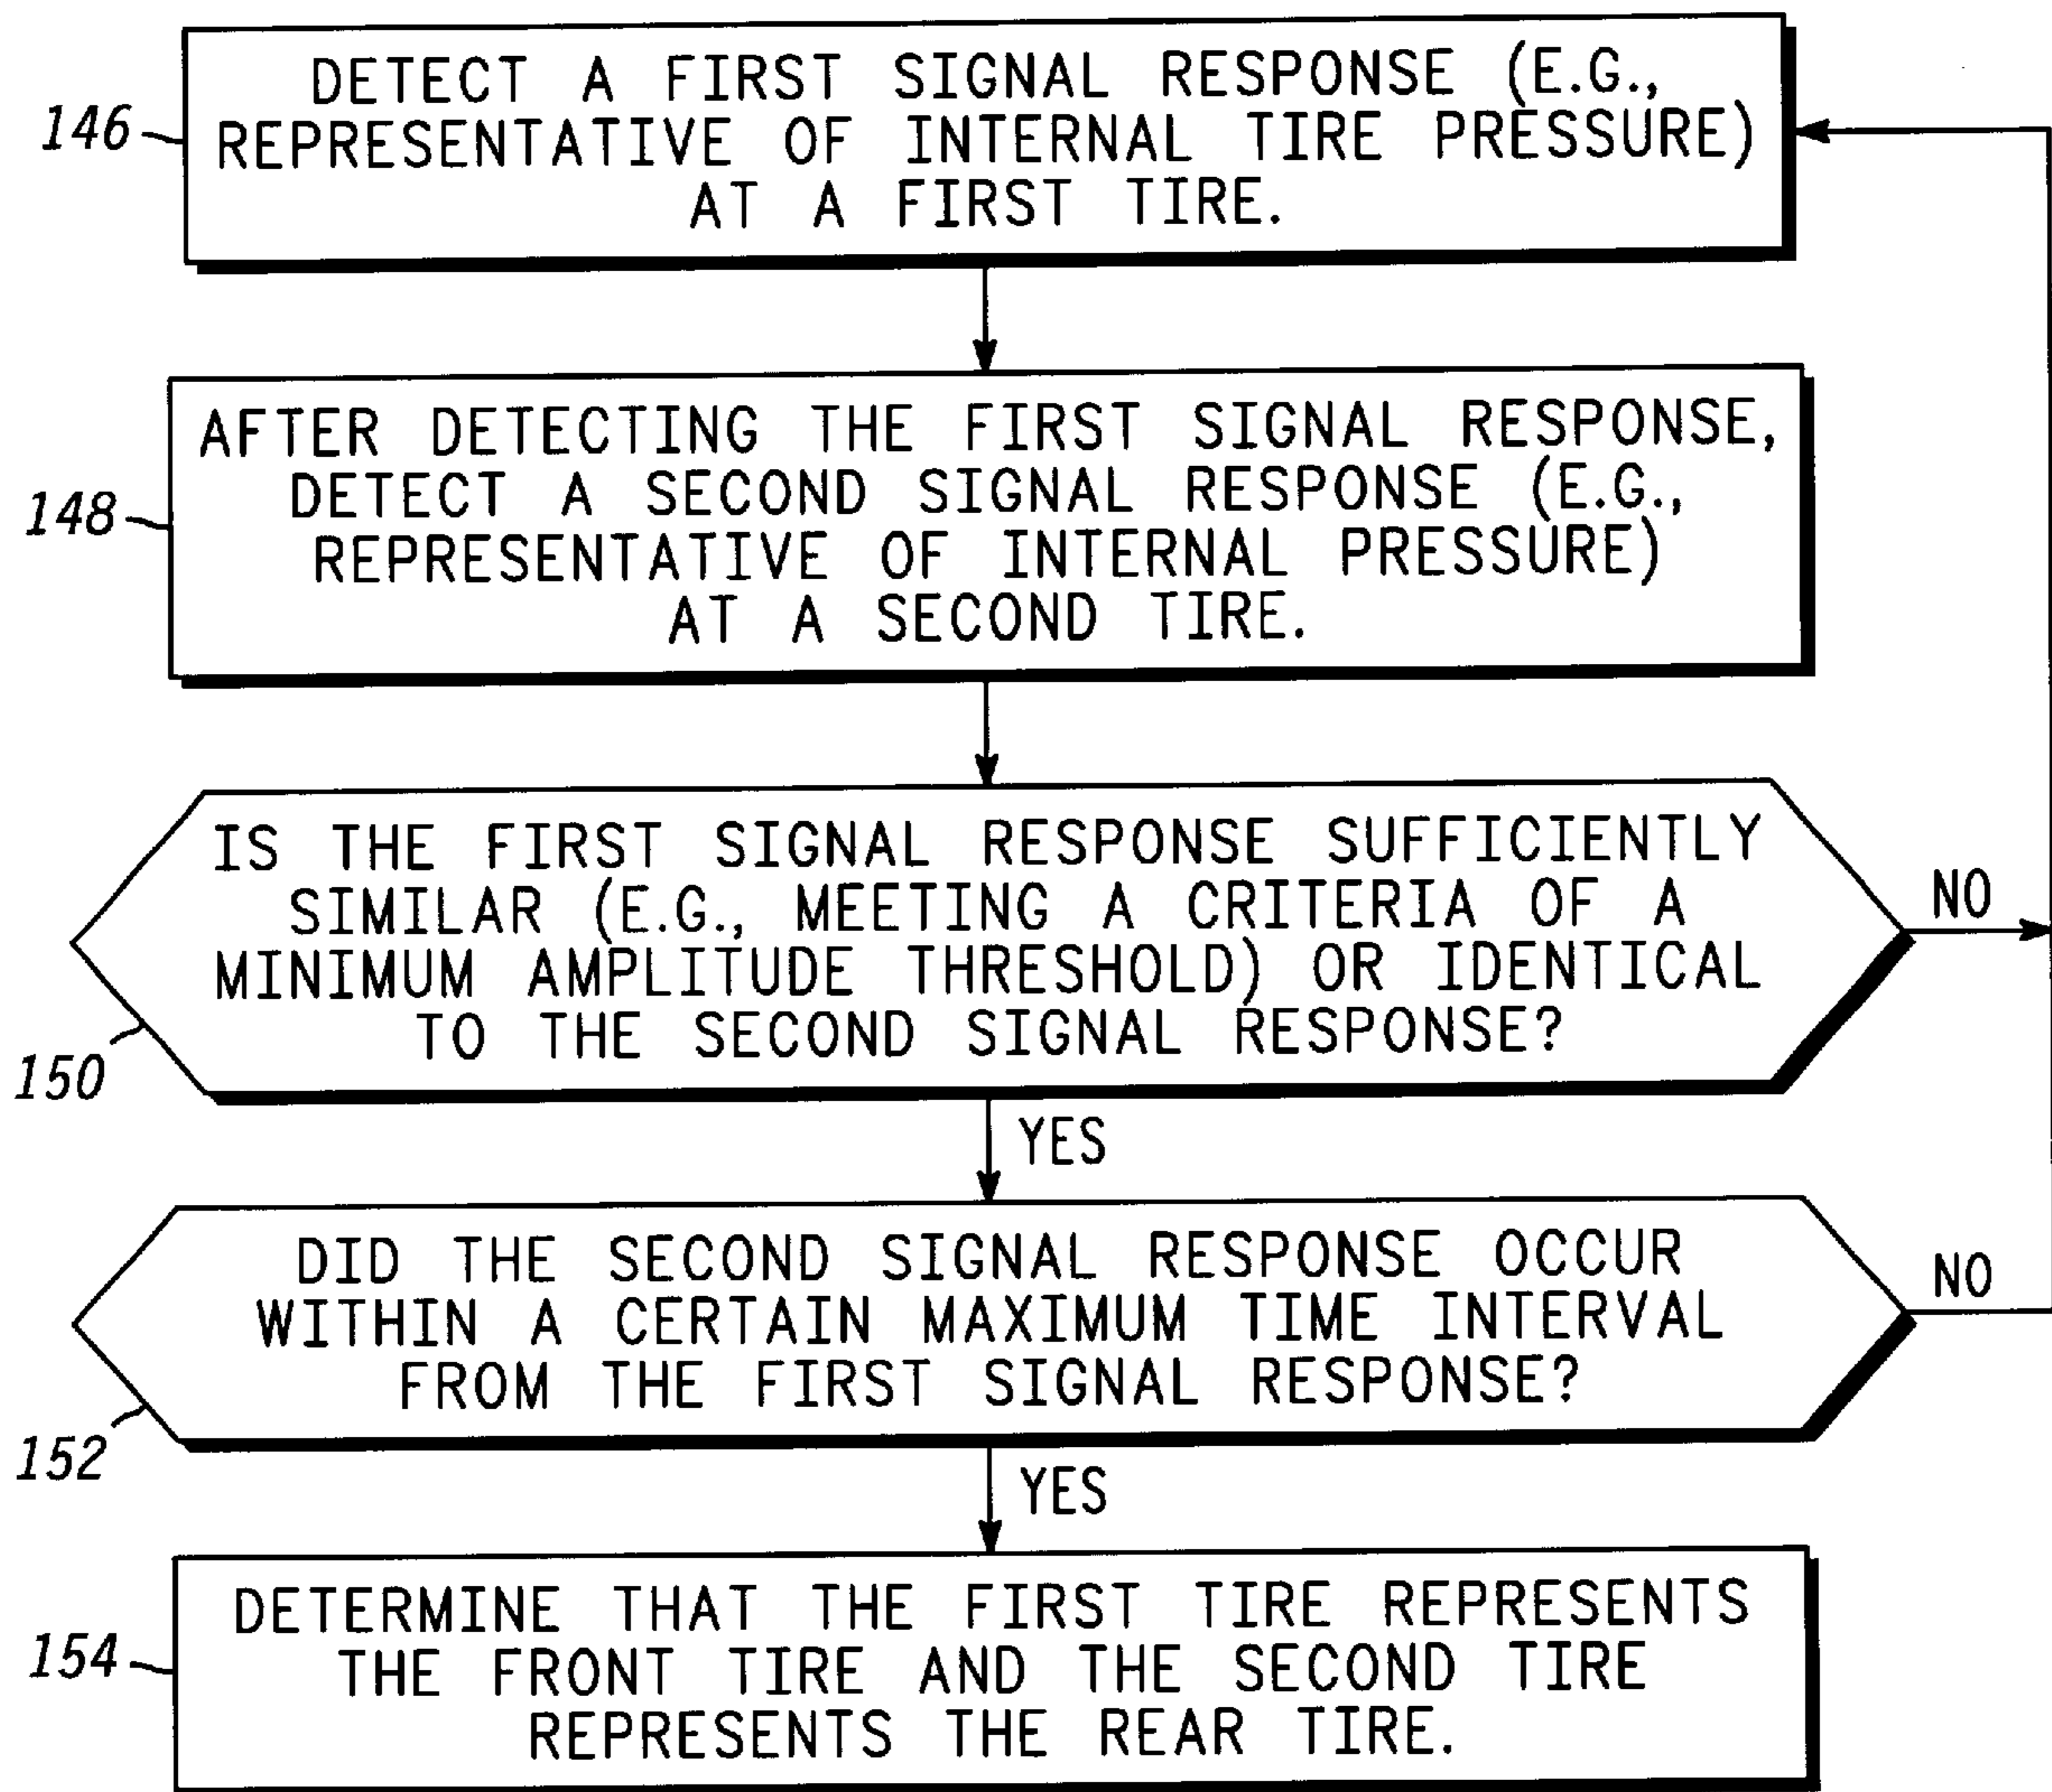 DETECT A FIRST SIGNAL RESPONSE (E.G.,
REPRESENTATIVE OF INTERNAL TIRE PRESSURE)
AT A FIRST TIRE.
146
AFTER DETECTING THE FIRST SIGNAL RESPONSE,
DETECT A SECOND SIGNAL RESPONSE (E.G.,
REPRESENTATIVE OF INTERNAL PRESSURE)
AT A SECOND TIRE.
148
IS THE FIRST SIGNAL RESPONSE SUFFICIENTLY
SIMILAR (E.G., MEETING A CRITERIA OF A
MINIMUM AMPLITUDE THRESHOLD) OR IDENTICAL
TO THE SECOND SIGNAL RESPONSE?
NO
150
YES
DID THE SECOND SIGNAL RESPONSE OCCUR
WITHIN A CERTAIN MAXIMUM TIME INTERVAL
FROM THE FIRST SIGNAL RESPONSE?
NO
152
YES
DETERMINE THAT THE FIRST TIRE REPRESENTS
THE FRONT TIRE AND THE SECOND TIRE
REPRESENTS THE REAR TIRE.
154